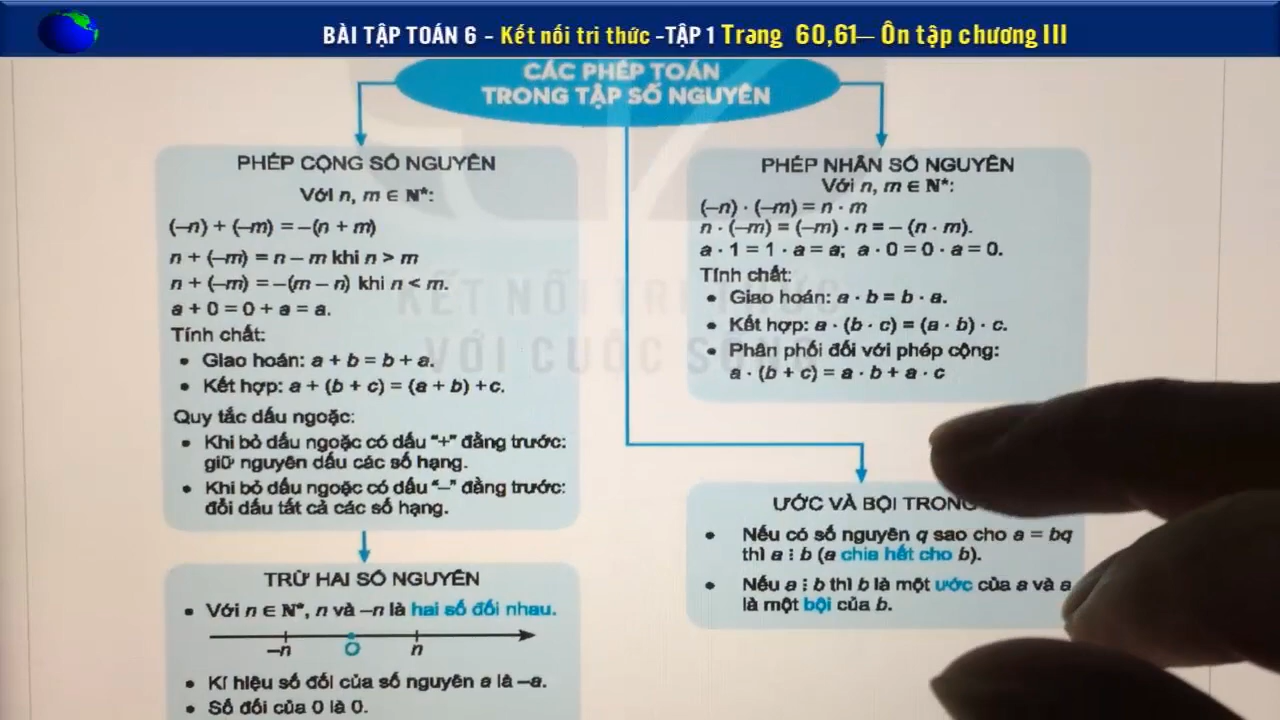 BÀI TẬP TOÁN 6 - Kết nối tri thức -TẬP 1 Trang 60,61– Ôn tập chương III
CÁC PHÉP TOÁN
TRONG TẬP SỐ NGUYÊN
PHÉP CỘNG SỐ NGUYÊN
Với n, m ∈ N*:
(–n) + (–m) = –(n + m)
n + (–m) = n – m khi n > m
n + (–m) = –(m – n) khi n < m.
a + 0 = 0 + a = a.
Tính chất:
• Giao hoán: a + b = b + a.
• Kết hợp: a + (b + c) = (a + b) +c.
Quy tắc dấu ngoặc:
• Khi bỏ dấu ngoặc có dấu “+” đằng trước:
giữ nguyên dấu các số hạng.
• Khi bỏ dấu ngoặc có dấu “–” đằng trước:
đổi dấu tất cả các số hạng.
TRỪ HAI SỐ NGUYÊN
• Với n ∈ N*, n và –n là hai số đối nhau.
–n O n
• Kí hiệu số đối của số nguyên a là –a.
• Số đối của 0 là 0.
PHÉP NHÂN SỐ NGUYÊN
Với n, m ∈ N*:
(–n) · (–m) = n · m
n · (–m) = (–m) · n = – (n · m).
a · 1 = 1 · a = a; a · 0 = 0 · a = 0.
Tính chất:
• Giao hoán: a · b = b · a.
• Kết hợp: a · (b · c) = (a · b) · c.
• Phân phối đối với phép cộng:
a · (b + c) = a · b + a · c
ƯỚC VÀ BỘI TRONG
• Nếu có số nguyên q sao cho a = bq
thì a ⋮ b (a chia hết cho b).
• Nếu a ⋮ b thì b là một ước của a và a
là một bội của b.
KẾT NỐI TRI THỨC
VỚI CUỘC SỐNG